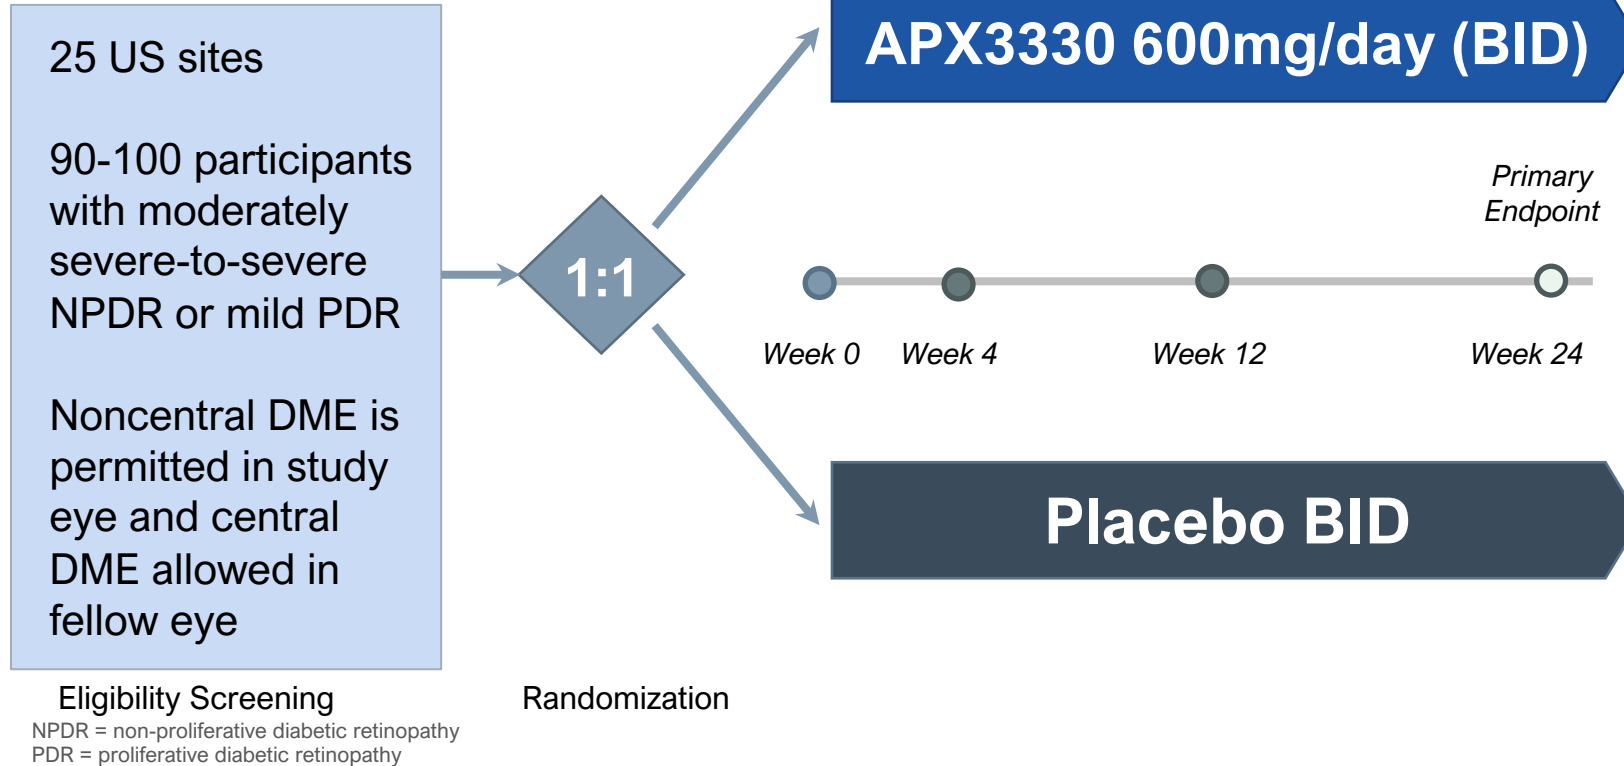 25 US sites
90-100 participants
with moderately
severe-to-severe
NPDR or mild PDR
Noncentral DME is
permitted in study
eye and central
DME allowed in
fellow eye
Eligibility Screening
NPDR = non-proliferative diabetic retinopathy
PDR = proliferative diabetic retinopathy
1:1
Randomization
APX3330 600mg/day (BID)
Primary
Endpoint
Week 0
Week 4
Week 12
Week 24
Placebo BID